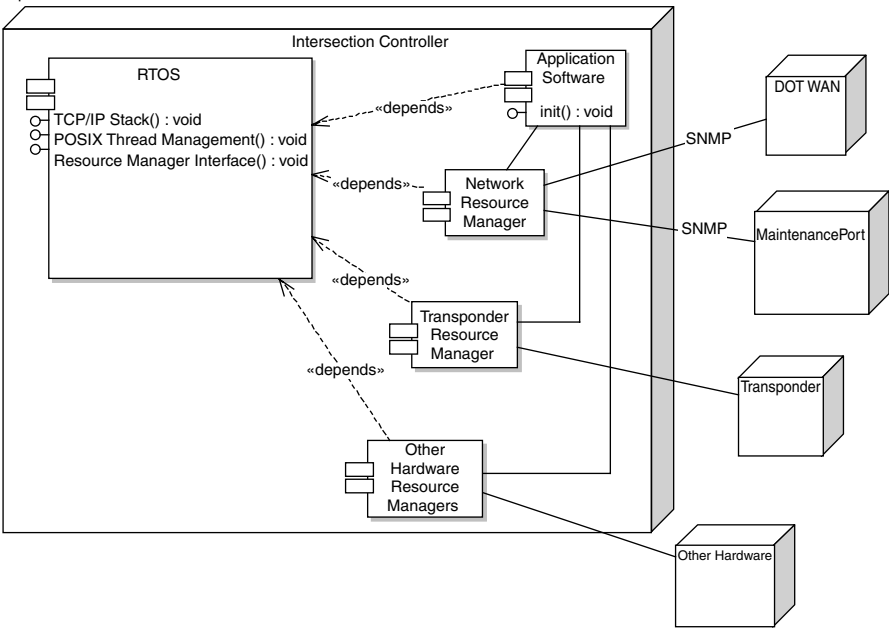 Intersection Controller
RTOS
TCP/IP Stack() : void
POSIX Thread Management() : void
Resource Manager Interface() : void
Application
Software
init() : void
«depends»
Network
Resource
Manager
«depends»
SNMP
DOT WAN
SNMP
MaintenancePort
«depends»
Transponder
Resource
Manager
Transponder
«depends»
Other
Hardware
Resource
Managers
Other Hardware